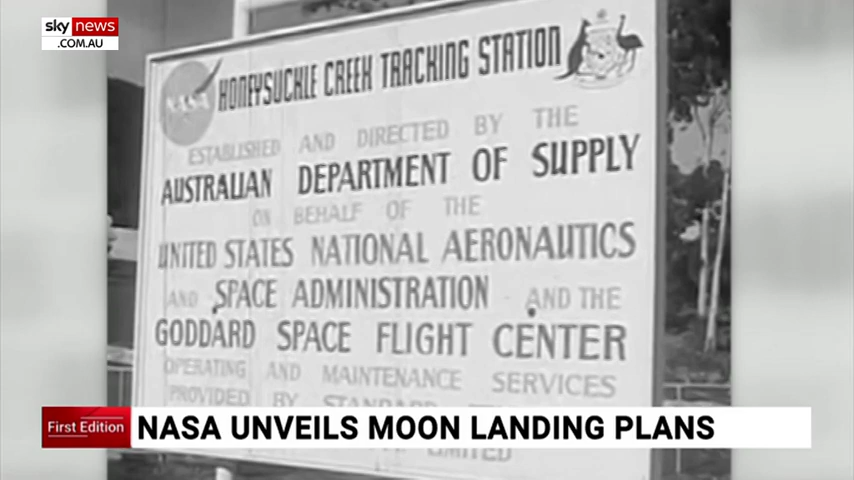 sky news
.COM.AU
NASA
HONEYSUCKLE CREEK TRACKING STATION
ESTABLISHED AND DIRECTED BY THE
AUSTRALIAN DEPARTMENT OF SUPPLY
ON BEHALF OF THE
UNITED STATES NATIONAL AERONAUTICS
AND SPACE ADMINISTRATION AND THE
GODDARD SPACE FLIGHT CENTER
OPERATING AND MAINTENANCE SERVICES
PROVIDED BY
LIMITED
First Edition
NASA UNVEILS MOON LANDING PLANS